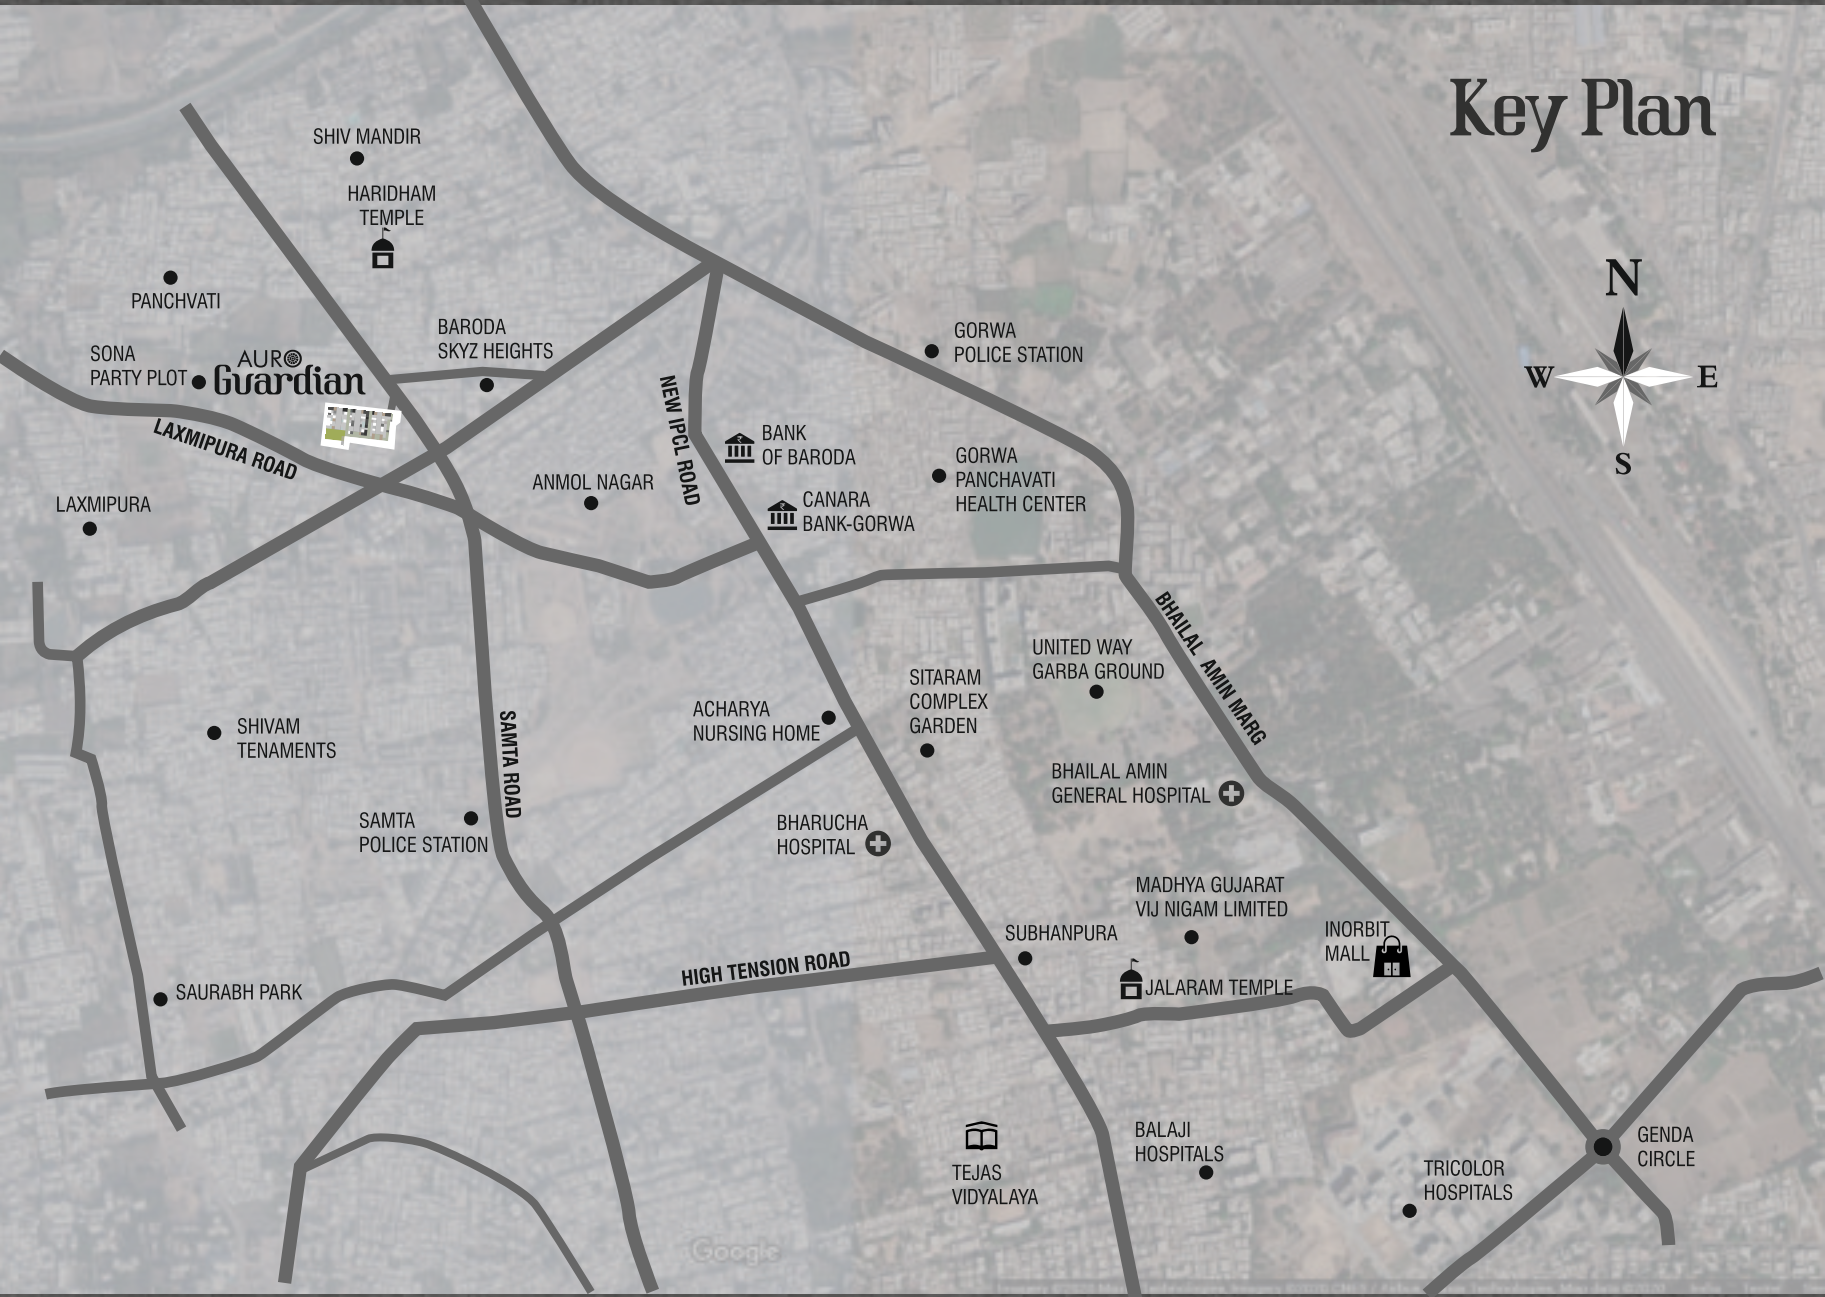 Key Plan
SHIV MANDIR
HARIDHAM
TEMPLE
PANCHVATI
N
W
E
S
BARODA
SKYZ HEIGHTS
GORWA
POLICE STATION
SONA
PARTY PLOT
AURO
Guardian
LAXMIPURA ROAD
NEW IPCL ROAD
BANK
OF BARODA
GORWA
PANCHAVATI
HEALTH CENTER
CANARA
BANK-GORWA
ANMOL NAGAR
LAXMIPURA
BHAILAL AMIN MARG
UNITED WAY
GARBA GROUND
SITARAM
COMPLEX
GARDEN
ACHARYA
NURSING HOME
SHIVAM
TENAMENTS
SAMTA ROAD
BHAILAL AMIN
GENERAL HOSPITAL
SAMTA
POLICE STATION
BHARUCHA
HOSPITAL
MADHYA GUJARAT
VIJ NIGAM LIMITED
SUBHANPURA
INORBIT
MALL
HIGH TENSION ROAD
JALARAM TEMPLE
SAURABH PARK
TEJAS
VIDYALAYA
BALAJI
HOSPITALS
TRICOLOR
HOSPITALS
GENDA
CIRCLE
Google